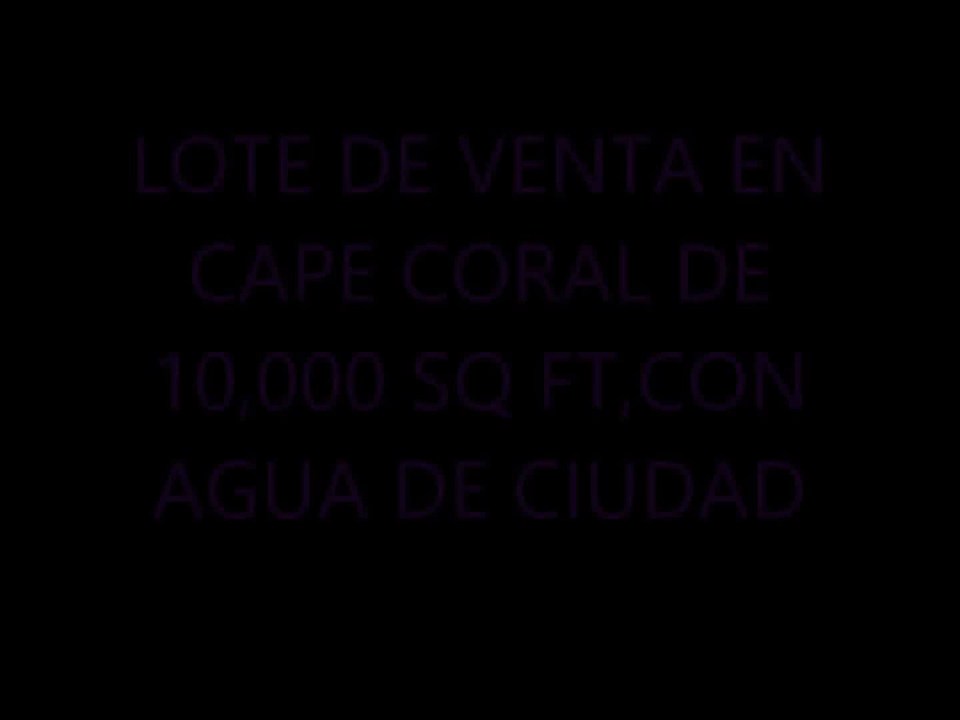 LOTE DE VENTA EN
CAPE CORAL DE
10,000 SQ FT,CON
AGUA DE CIUDAD